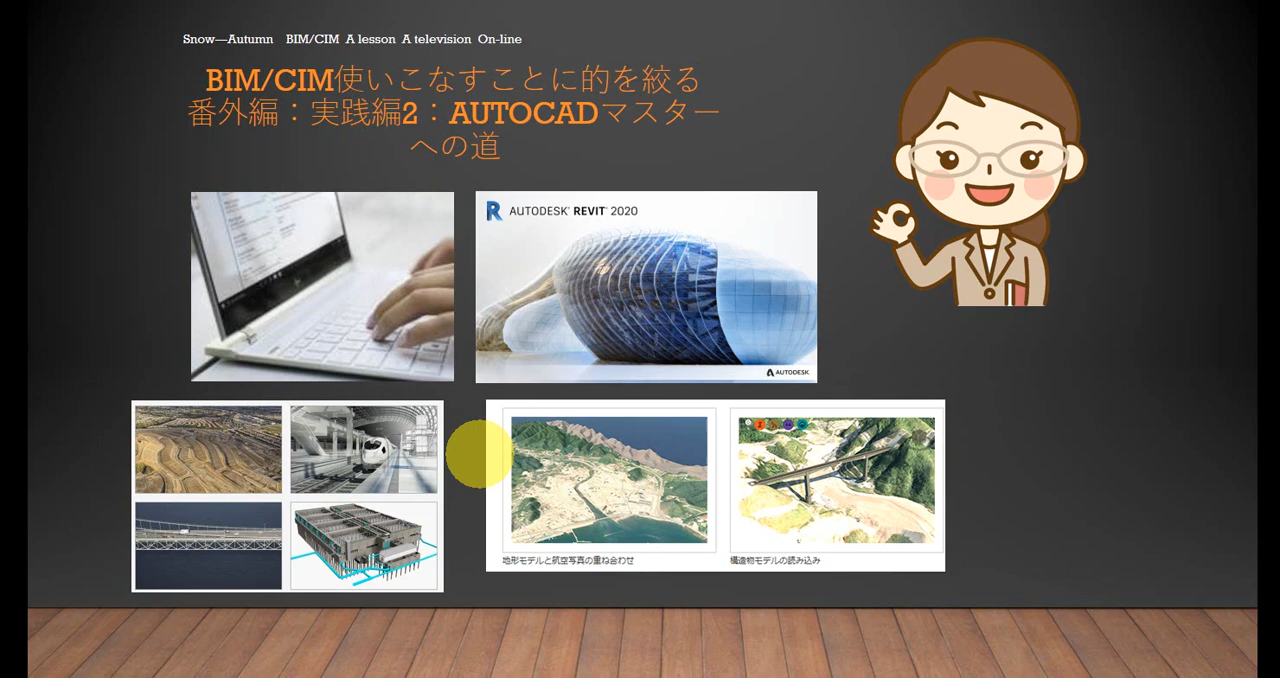 Snow—Autumn BIM/CIM A lesson A television On-line
BIM/CIM使いこなすことに的を絞る
番外編：実践編2：AUTOCADマスター
への道
R AUTODESK® REVIT® 2020
AUTODESK
地形モデルと航空写真の重ね合わせ
構造物モデルの読み込み